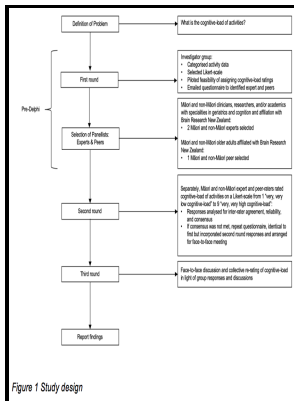 Definition of Problem
What is the cognitive-load of activities?
First round
Investigator group:
• Categorised activity data
• Selected Likert-scale
• Piloted feasibility of assigning cognitive-load ratings
• Emailed questionnaire to identified expert and peers
Pre-Delphi
Selection of Panellists:
Experts & Peers
Māori and non-Māori clinicians, researchers, and/or academics
with specialities in geriatrics and cognition and affiliated with
Brain Research New Zealand:
• 2 Māori and non-Māori experts selected
Māori and non-Māori older adults affiliated with Brain Research
New Zealand:
• 1 Māori and non-Māori peer selected
Second round
Separately, Māori and non-Māori expert and peer-raters rated
cognitive-load of activities on a Likert-scale from 1 "very, very
low cognitive-load" to 9 "very, very high cognitive-load":
• Responses analysed for inter-rater agreement, reliability,
and consensus
• If consensus was not met, repeat questionnaire, identical to
first but incorporated second round responses and arranged
for face-to-face meeting
Third round
Face-to-face discussion and collective re-rating of cognitive-load
in light of group responses and discussions
Report findings
Figure 1 Study design